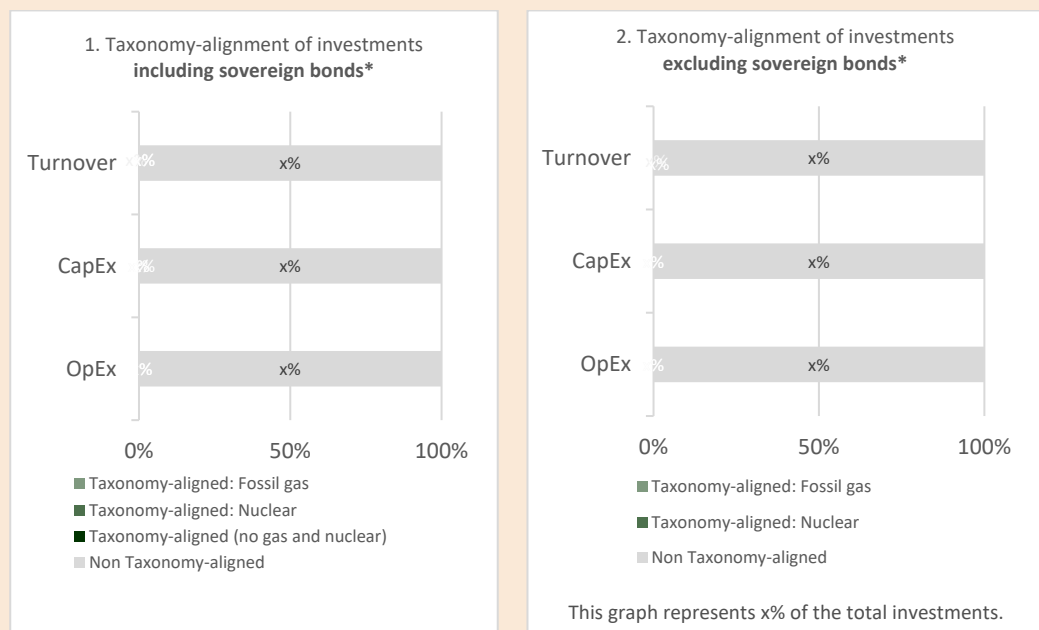 1. Taxonomy-alignment of investments
including sovereign bonds*
Turnover
x%
x%
CapEx
x%
x%
OpEx
%
x%
0% 50% 100%
Taxonomy-aligned: Fossil gas
Taxonomy-aligned: Nuclear
Taxonomy-aligned (no gas and nuclear)
Non Taxonomy-aligned
2. Taxonomy-alignment of investments
excluding sovereign bonds*
Turnover
x%
x%
CapEx
%
x%
OpEx
%
x%
0% 50% 100%
Taxonomy-aligned: Fossil gas
Taxonomy-aligned: Nuclear
Non Taxonomy-aligned
This graph represents x% of the total investments.